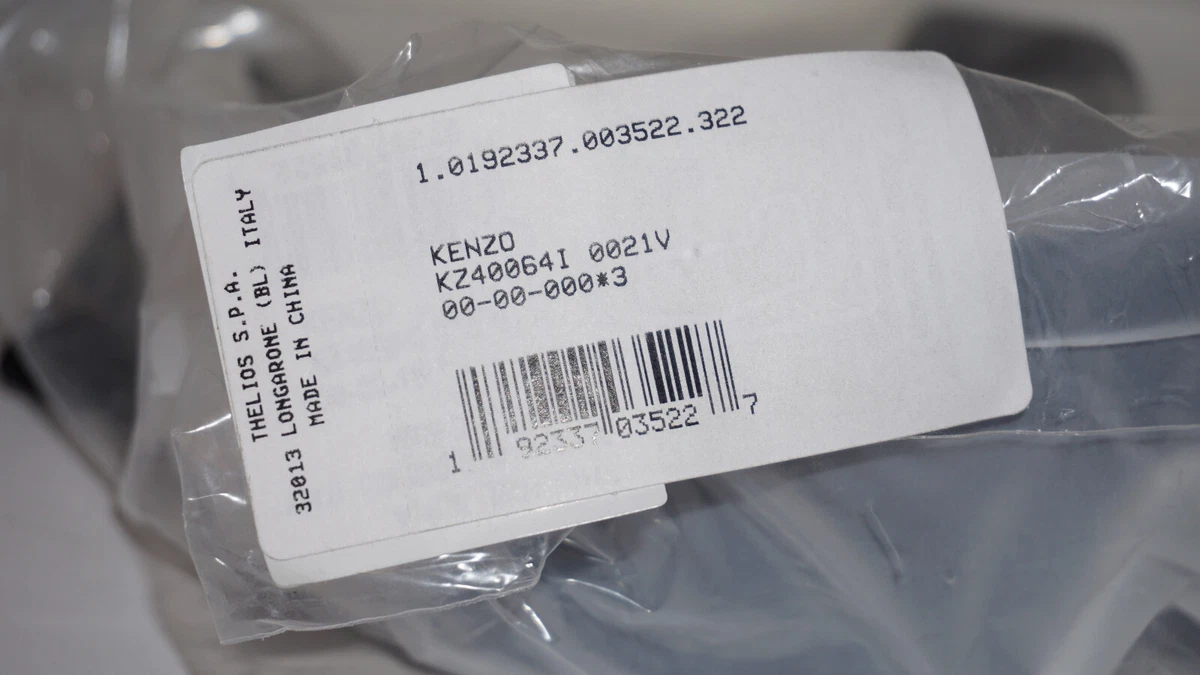 1.0192337.003522.322
KENZO
KZ40064I 0021V
00-00-000*3
1 92337 03522 7
THELIOS S.P.A.
32013 LONGARONE (BL) ITALY
MADE IN CHINA